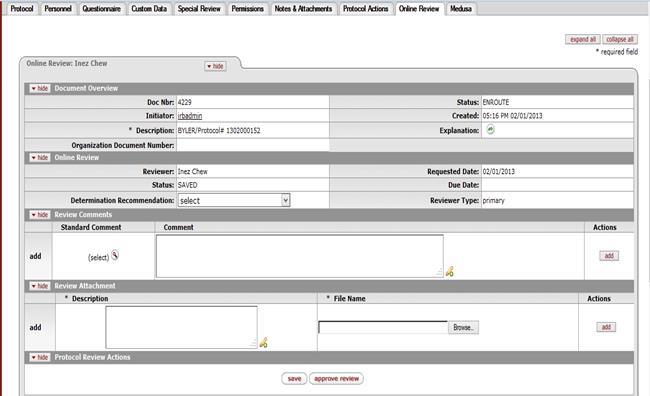 Protocol Personnel Questionnaire Custom Data Special Review Permissions Notes & Attachments Protocol Actions Online Review Medusa
expand all collapse all
* required field
Online Review: Inez Chew hide
hide Document Overview
Doc Nbr: 4229 Status: ENROUTE
Initiator: irbadmin Created: 05:16 PM 02/01/2013
* Description: BYLER/Protocol# 1302000152 Explanation:
Organization Document Number:
hide Online Review
Reviewer: Inez Chew Requested Date: 02/01/2013
Status: SAVED Due Date:
Determination Recommendation: select Reviewer Type: primary
hide Review Comments
Standard Comment Comment Actions
add (select) add
hide Review Attachment
* Description * File Name Actions
add Browse.. add
hide Protocol Review Actions
save approve review